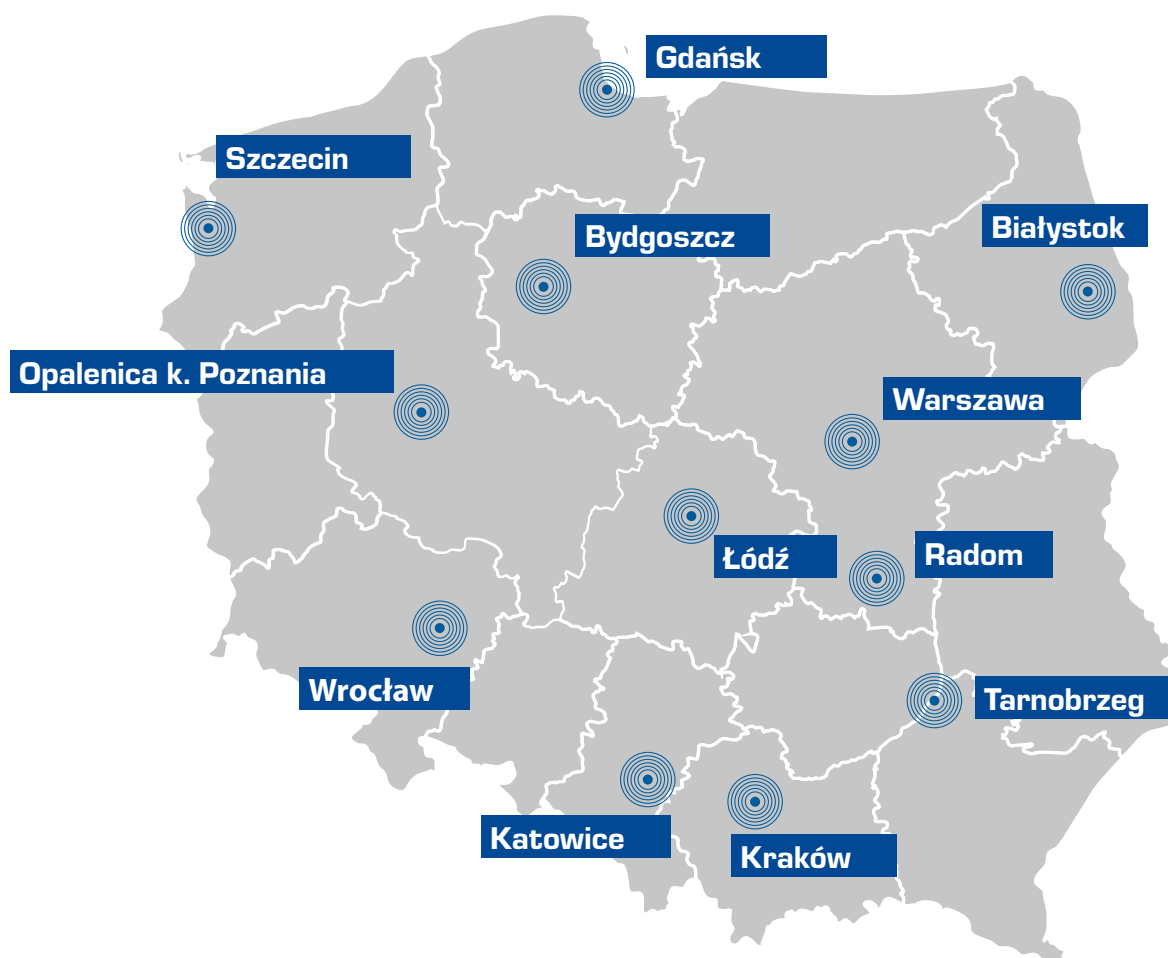 Gdańsk
Szczecin
Bydgoszcz
Białystok
Opalenica k. Poznania
Warszawa
Łódź
Radom
Wrocław
Tarnobrzeg
Katowice
Kraków